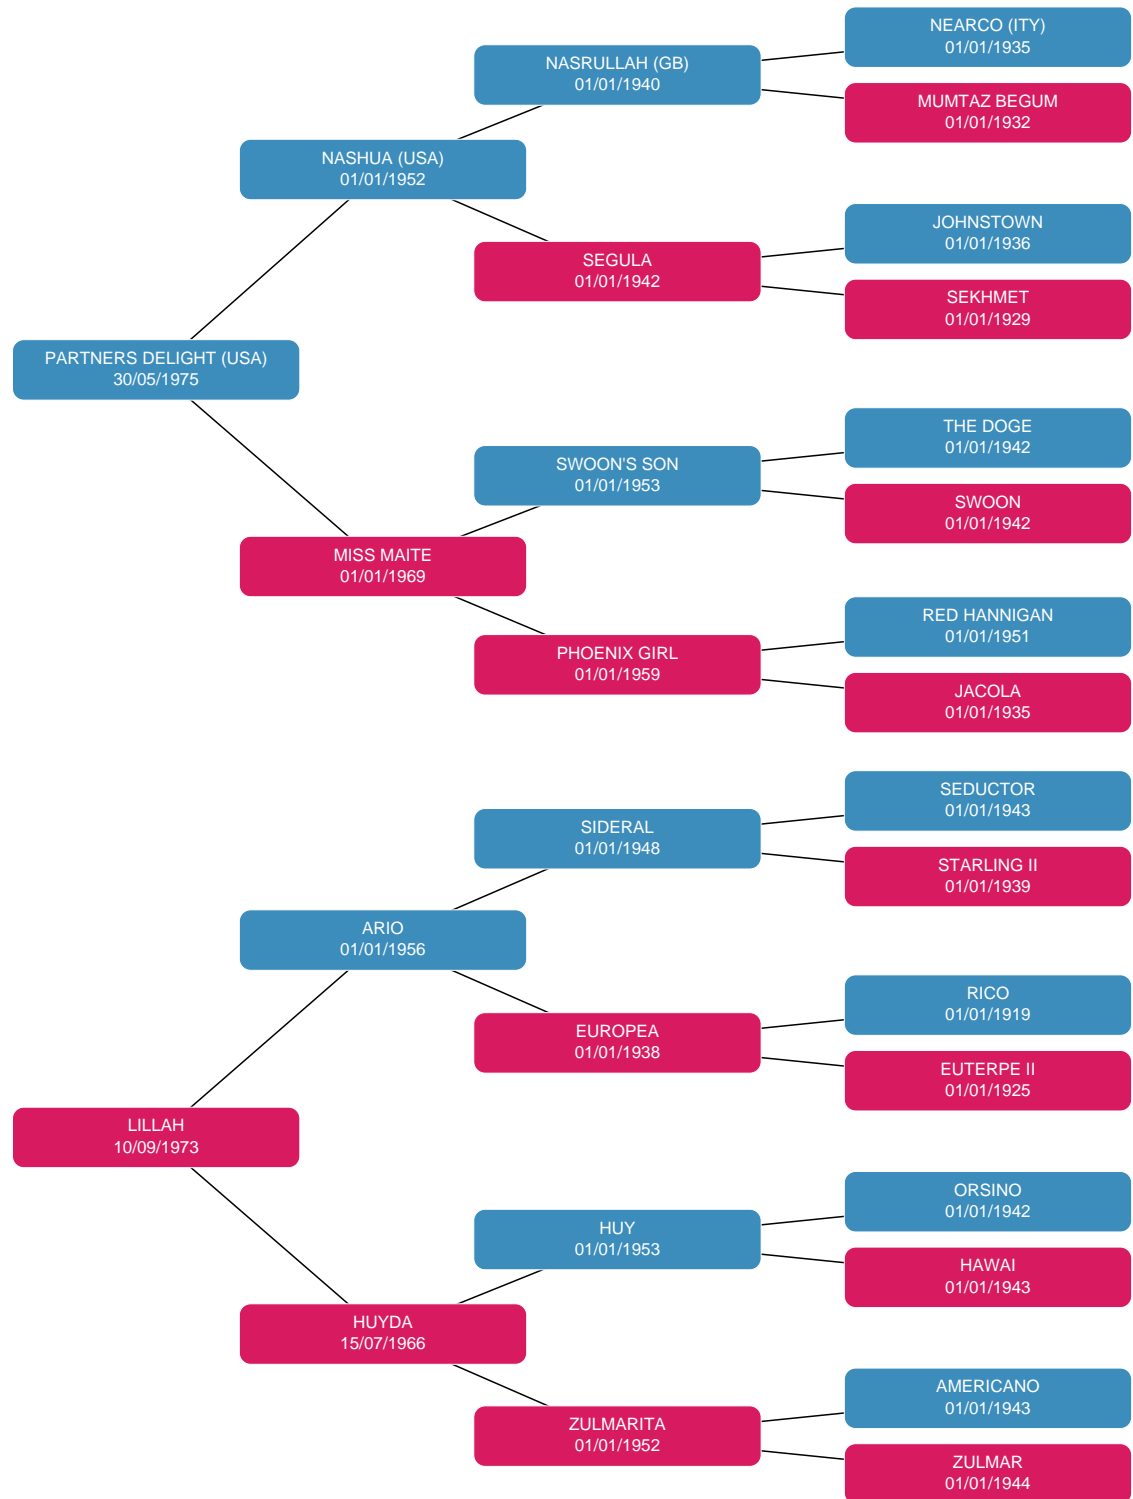 NEARCO (ITY)
01/01/1935
NASRULLAH (GB)
01/01/1940
MUMTAZ BEGUM
01/01/1932
NASHUA (USA)
01/01/1952
JOHNSTOWN
01/01/1936
SEGULA
01/01/1942
SEKHMET
01/01/1929
PARTNERS DELIGHT (USA)
30/05/1975
THE DOGE
01/01/1942
SWOON'S SON
01/01/1953
SWOON
01/01/1942
MISS MAITE
01/01/1969
RED HANNIGAN
01/01/1951
PHOENIX GIRL
01/01/1959
JACOLA
01/01/1935
SEDUCTOR
01/01/1943
SIDERAL
01/01/1948
STARLING II
01/01/1939
ARIO
01/01/1956
RICO
01/01/1919
EUROPEA
01/01/1938
EUTERPE II
01/01/1925
LILLAH
10/09/1973
ORSINO
01/01/1942
HUY
01/01/1953
HAWAI
01/01/1943
HUYDA
15/07/1966
AMERICANO
01/01/1943
ZULMARITA
01/01/1952
ZULMAR
01/01/1944